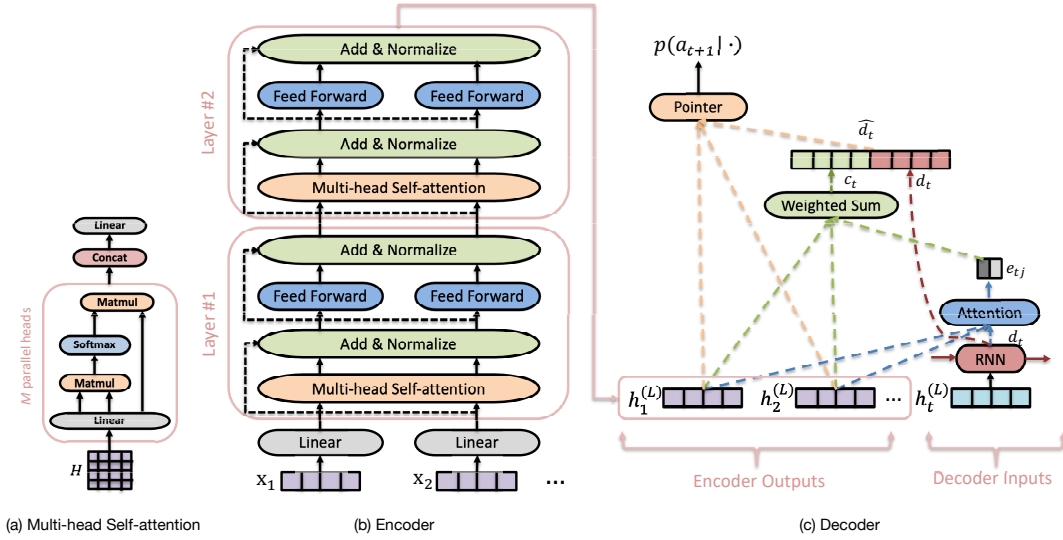 Linear
Concat
Matmul
Softmax
Matmul
Linear
M parallel heads
H
(a) Multi-head Self-attention
Layer #2
Add & Normalize
Feed Forward
Feed Forward
Add & Normalize
Multi-head Self-attention
Layer #1
Add & Normalize
Feed Forward
Feed Forward
Add & Normalize
Multi-head Self-attention
Linear
Linear
x₁
x₂
...
(b) Encoder
p(aₜ₊₁| ·)
Pointer
d̂ₜ
cₜ
dₜ
Weighted Sum
eₜⱼ
Attention
dₜ
RNN
h₁⁽ᴸ⁾
h₂⁽ᴸ⁾
...
hₜ⁽ᴸ⁾
Encoder Outputs
Decoder Inputs
(c) Decoder